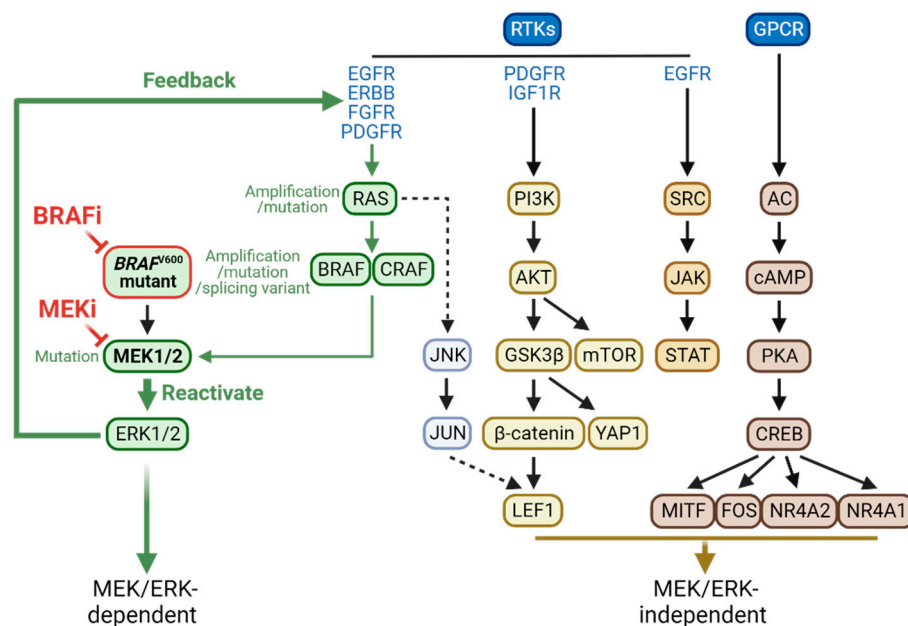 RTKs
GPCR
Feedback
EGFR
ERBB
FGFR
PDGFR
PDGFR
IGF1R
EGFR
Amplification
/mutation
RAS
PI3K
SRC
AC
BRAFi
BRAFV600
mutant
Amplification
/mutation
/splicing variant
BRAF
CRAF
AKT
JAK
cAMP
MEKi
Mutation
MEK1/2
JNK
GSK3β
mTOR
STAT
PKA
Reactivate
ERK1/2
JUN
β-catenin
YAP1
CREB
LEF1
MITF
FOS
NR4A2
NR4A1
MEK/ERK-
dependent
MEK/ERK-
independent